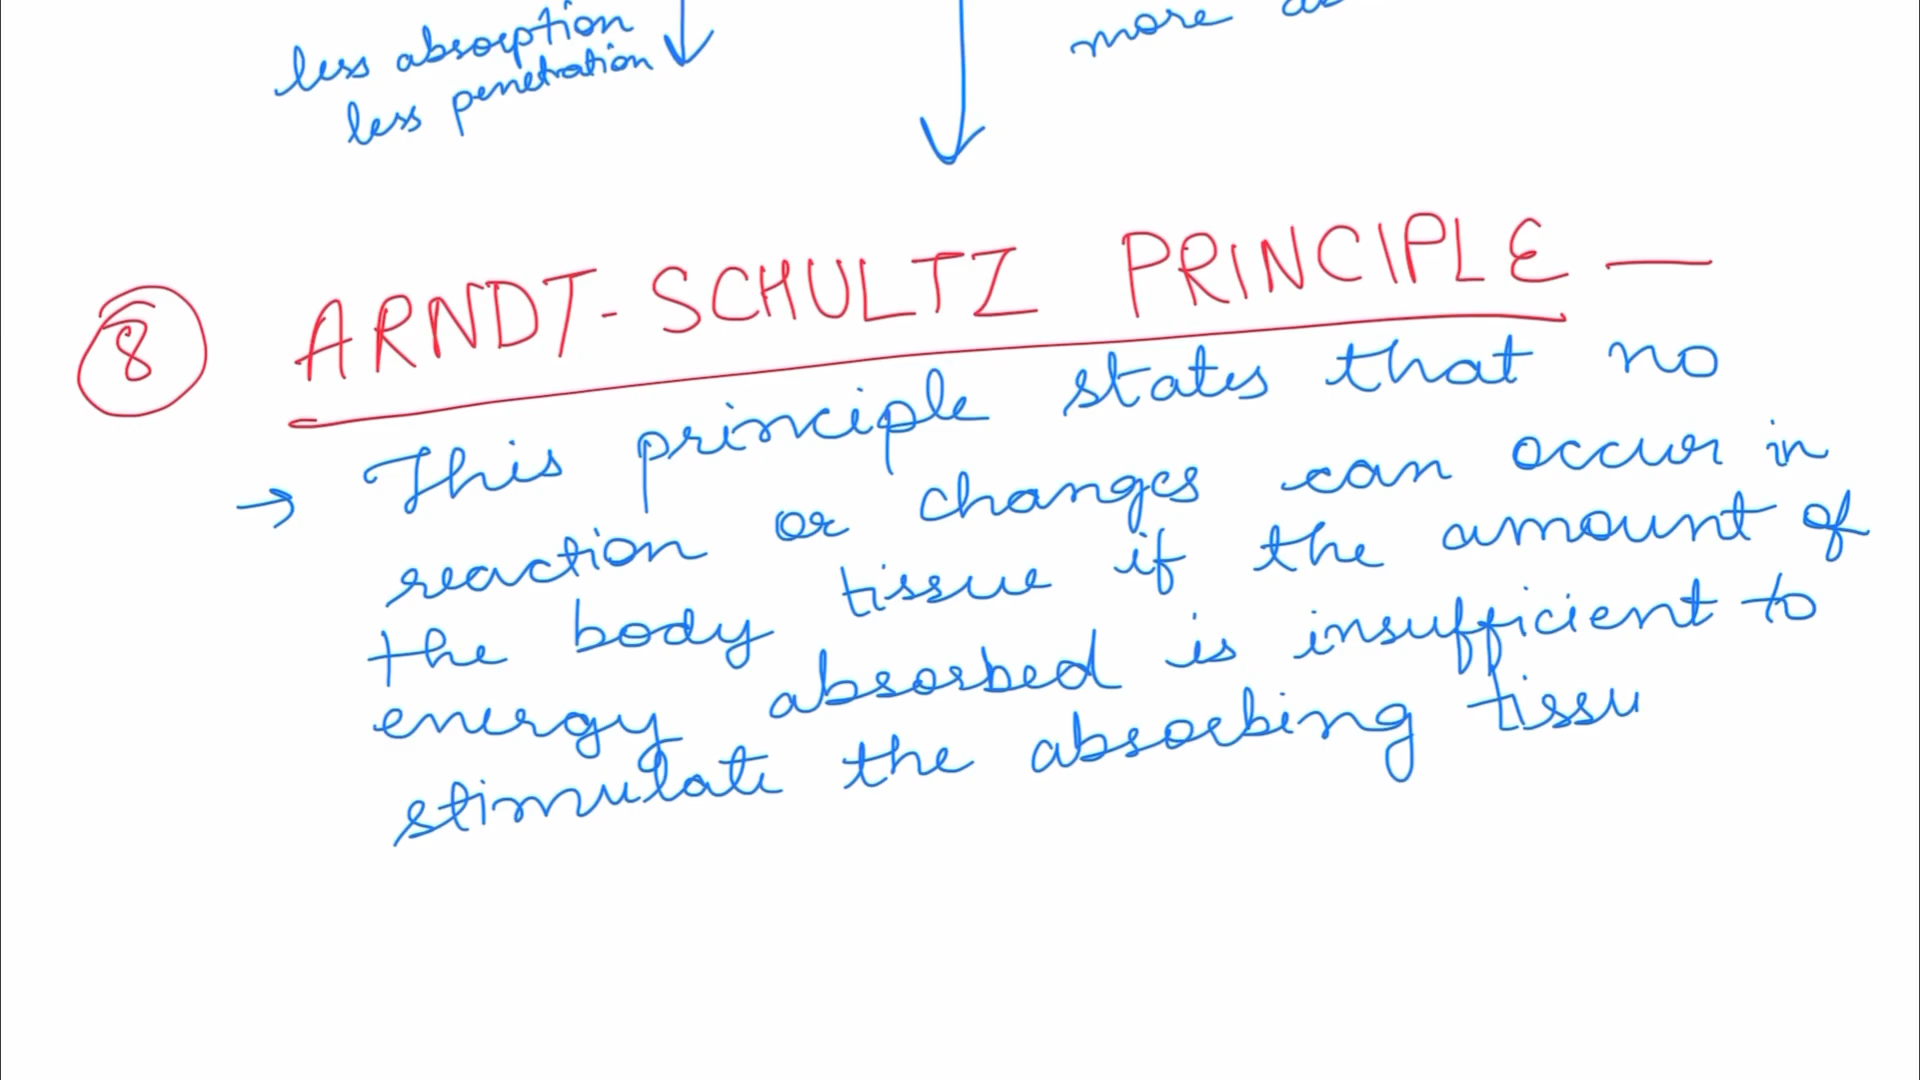 less absorption
less penetration
more
8 ARNDT-SCHULTZ PRINCIPLE —
→ This principle states that no
reaction or changes can occur in
the body tissue if the amount of
energy absorbed is insufficient to
stimulate the absorbing tissu